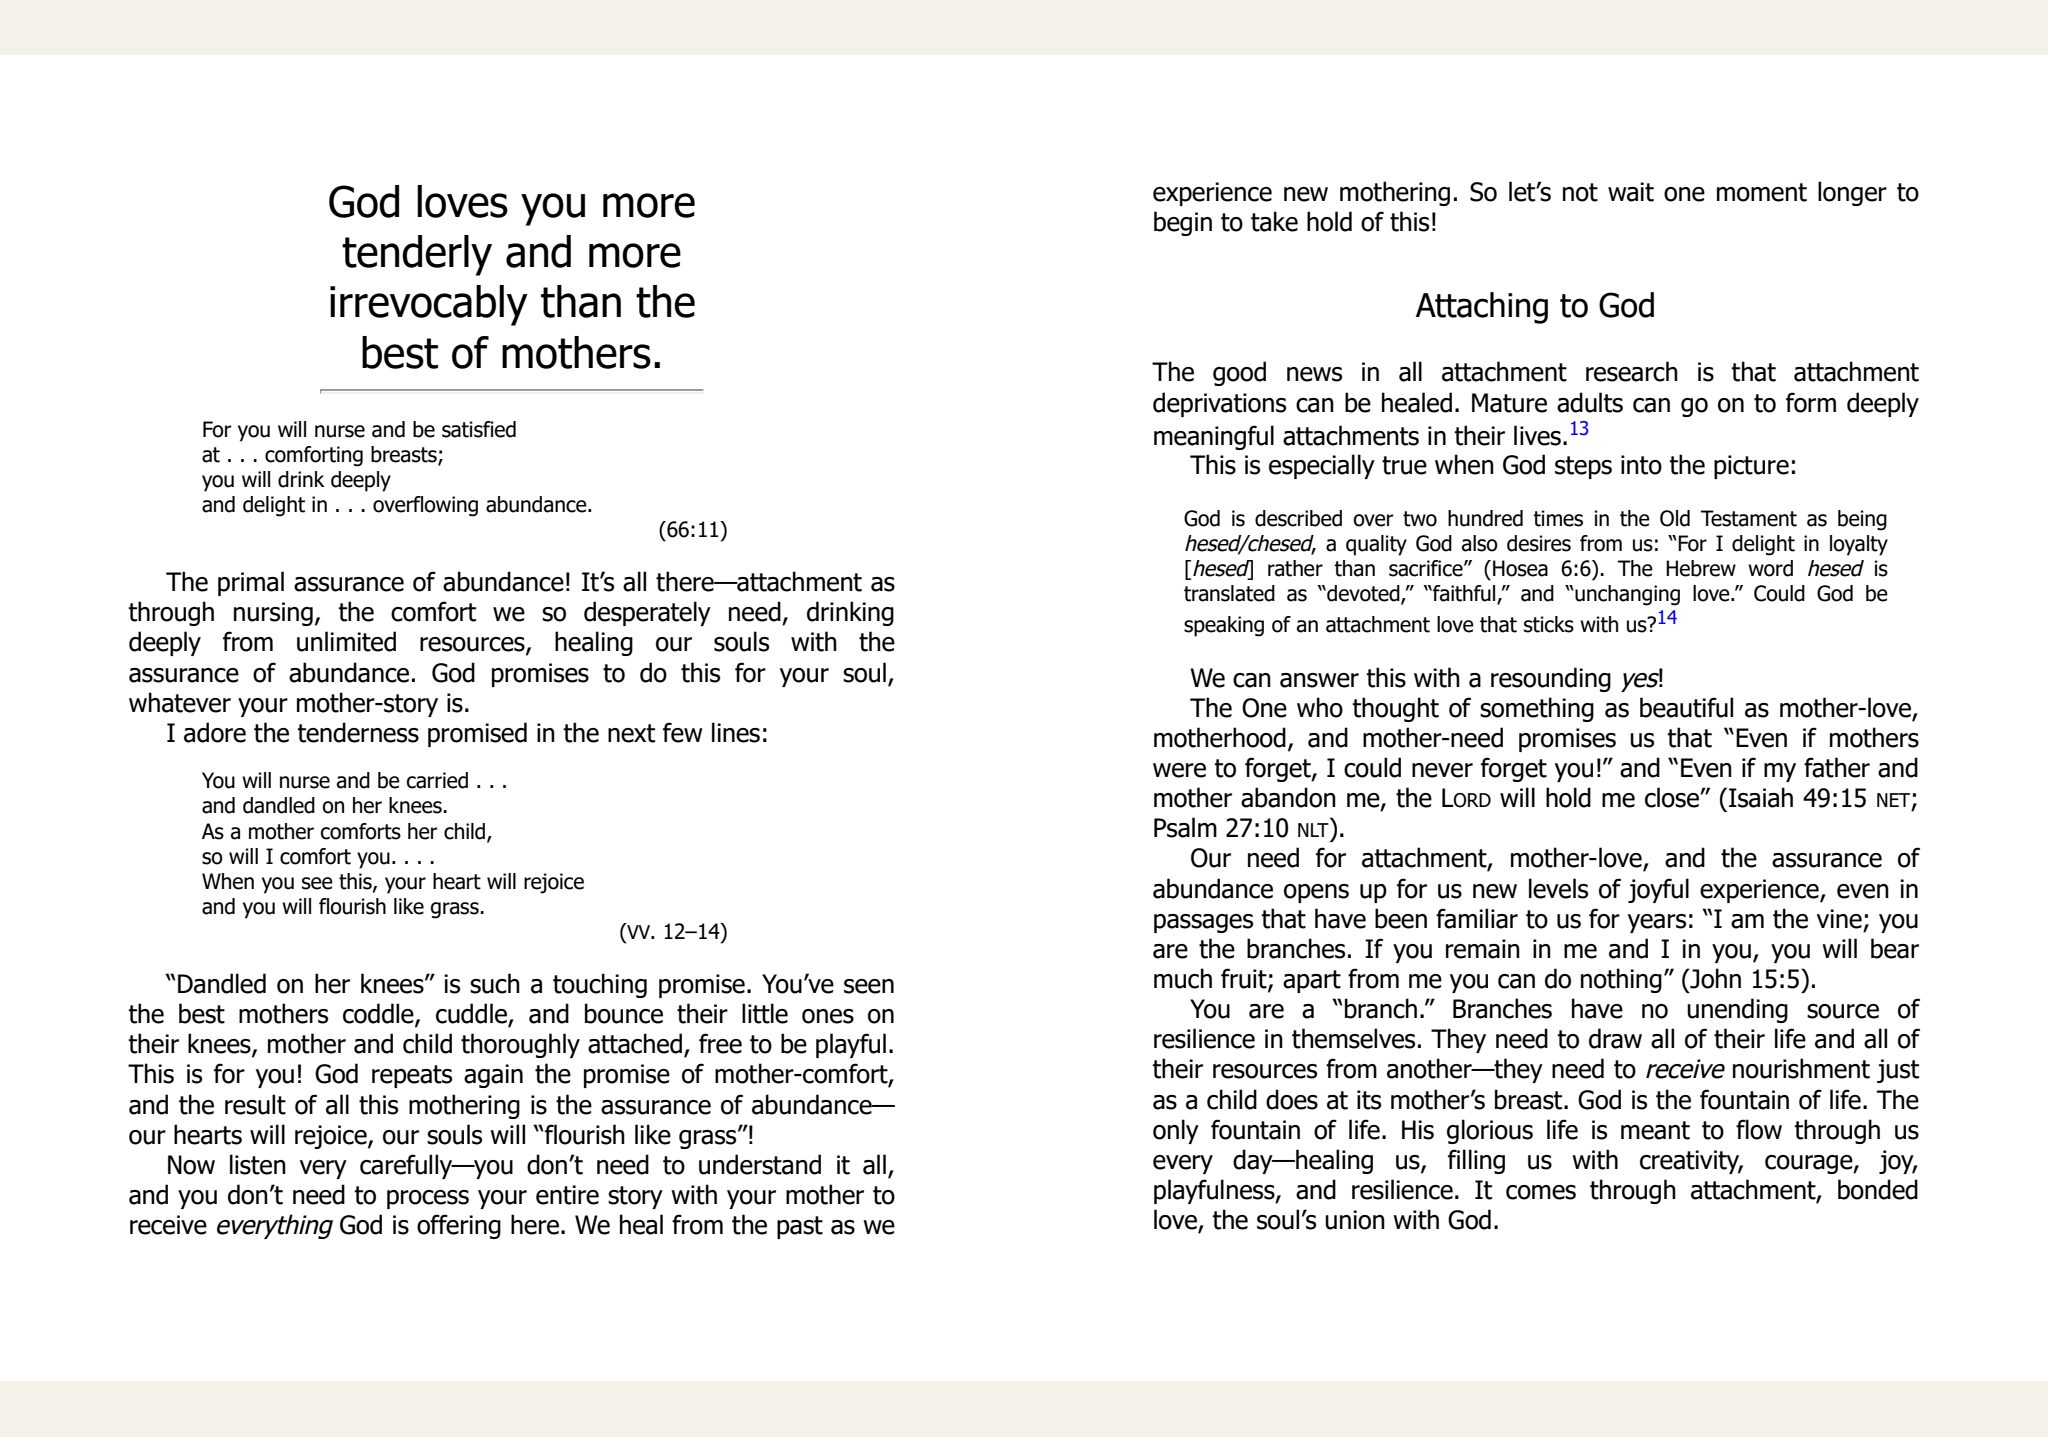 God loves you more
tenderly and more
irrevocably than the
best of mothers.
For you will nurse and be satisfied
at . . . comforting breasts;
you will drink deeply
and delight in . . . overflowing abundance.
(66:11)
The primal assurance of abundance! It’s all there—attachment as
through nursing, the comfort we so desperately need, drinking
deeply from unlimited resources, healing our souls with the
assurance of abundance. God promises to do this for your soul,
whatever your mother-story is.
I adore the tenderness promised in the next few lines:
You will nurse and be carried . . .
and dandled on her knees.
As a mother comforts her child,
so will I comfort you. . . .
When you see this, your heart will rejoice
and you will flourish like grass.
(VV. 12–14)
“Dandled on her knees” is such a touching promise. You’ve seen
the best mothers coddle, cuddle, and bounce their little ones on
their knees, mother and child thoroughly attached, free to be playful.
This is for you! God repeats again the promise of mother-comfort,
and the result of all this mothering is the assurance of abundance—
our hearts will rejoice, our souls will “flourish like grass”!
Now listen very carefully—you don’t need to understand it all,
and you don’t need to process your entire story with your mother to
receive everything God is offering here. We heal from the past as we
experience new mothering. So let’s not wait one moment longer to
begin to take hold of this!
Attaching to God
The good news in all attachment research is that attachment
deprivations can be healed. Mature adults can go on to form deeply
meaningful attachments in their lives.13
This is especially true when God steps into the picture:
God is described over two hundred times in the Old Testament as being
hesed/chesed, a quality God also desires from us: “For I delight in loyalty
[hesed] rather than sacrifice” (Hosea 6:6). The Hebrew word hesed is
translated as “devoted,” “faithful,” and “unchanging love.” Could God be
speaking of an attachment love that sticks with us?14
We can answer this with a resounding yes!
The One who thought of something as beautiful as mother-love,
motherhood, and mother-need promises us that “Even if mothers
were to forget, I could never forget you!” and “Even if my father and
mother abandon me, the LORD will hold me close” (Isaiah 49:15 NET;
Psalm 27:10 NLT).
Our need for attachment, mother-love, and the assurance of
abundance opens up for us new levels of joyful experience, even in
passages that have been familiar to us for years: “I am the vine; you
are the branches. If you remain in me and I in you, you will bear
much fruit; apart from me you can do nothing” (John 15:5).
You are a “branch.” Branches have no unending source of
resilience in themselves. They need to draw all of their life and all of
their resources from another—they need to receive nourishment just
as a child does at its mother’s breast. God is the fountain of life. The
only fountain of life. His glorious life is meant to flow through us
every day—healing us, filling us with creativity, courage, joy,
playfulness, and resilience. It comes through attachment, bonded
love, the soul’s union with God.